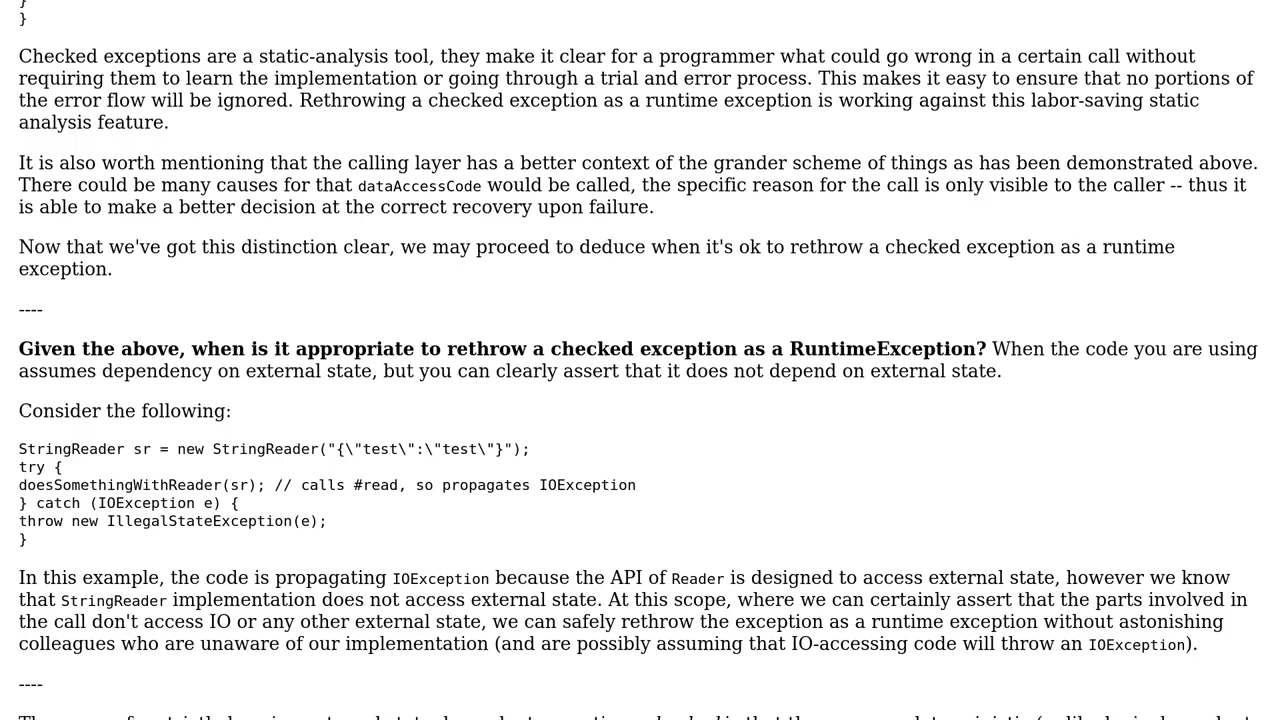 }
}
Checked exceptions are a static-analysis tool, they make it clear for a programmer what could go wrong in a certain call without
requiring them to learn the implementation or going through a trial and error process. This makes it easy to ensure that no portions of
the error flow will be ignored. Rethrowing a checked exception as a runtime exception is working against this labor-saving static
analysis feature.
It is also worth mentioning that the calling layer has a better context of the grander scheme of things as has been demonstrated above.
There could be many causes for that dataAccessCode would be called, the specific reason for the call is only visible to the caller -- thus it
is able to make a better decision at the correct recovery upon failure.
Now that we've got this distinction clear, we may proceed to deduce when it's ok to rethrow a checked exception as a runtime
exception.
----
Given the above, when is it appropriate to rethrow a checked exception as a RuntimeException? When the code you are using
assumes dependency on external state, but you can clearly assert that it does not depend on external state.
Consider the following:
StringReader sr = new StringReader("{\"test\":\"test\"}");
try {
doesSomethingWithReader(sr); // calls #read, so propagates IOException
} catch (IOException e) {
throw new IllegalStateException(e);
}
In this example, the code is propagating IOException because the API of Reader is designed to access external state, however we know
that StringReader implementation does not access external state. At this scope, where we can certainly assert that the parts involved in
the call don't access IO or any other external state, we can safely rethrow the exception as a runtime exception without astonishing
colleagues who are unaware of our implementation (and are possibly assuming that IO-accessing code will throw an IOException).
----